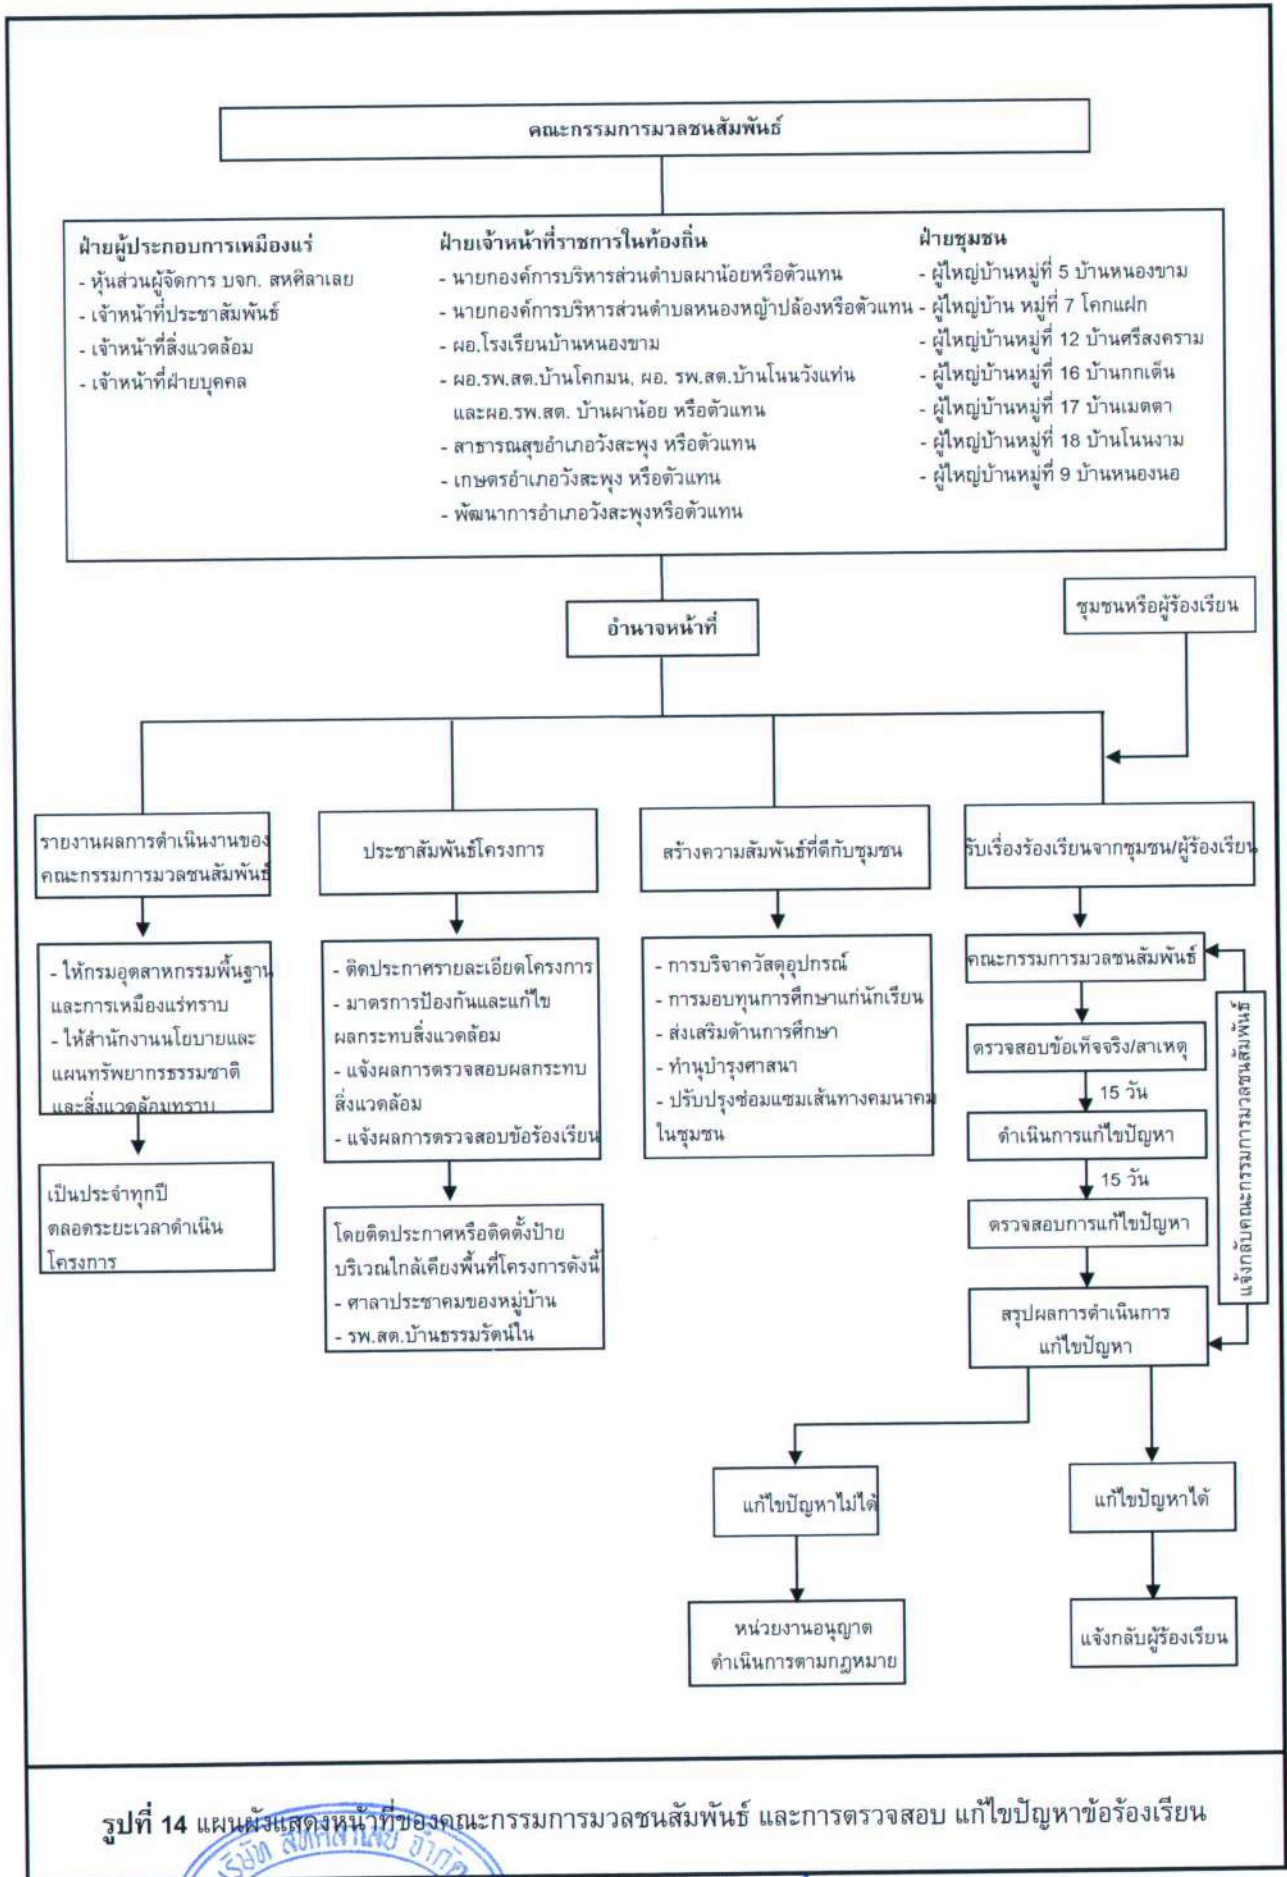 คณะกรรมการมวลชนสัมพันธ์
ฝ่ายผู้ประกอบการเหมืองแร่
- หุ้นส่วนผู้จัดการ บจก. สหศิลาเลย
- เจ้าหน้าที่ประชาสัมพันธ์
- เจ้าหน้าที่สิ่งแวดล้อม
- เจ้าหน้าที่ฝ่ายบุคคล
ฝ่ายเจ้าหน้าที่ราชการในท้องถิ่น
- นายกองค์การบริหารส่วนตำบลผาน้อยหรือตัวแทน
- นายกองค์การบริหารส่วนตำบลหนองหญ้าปล้องหรือตัวแทน
- ผอ.โรงเรียนบ้านหนองขาม
- ผอ.รพ.สต.บ้านโคกมน, ผอ. รพ.สต.บ้านโนนวังแท่น
และผอ.รพ.สต. บ้านผาน้อย หรือตัวแทน
- สาธารณสุขอำเภอวังสะพุง หรือตัวแทน
- เกษตรอำเภอวังสะพุง หรือตัวแทน
- พัฒนาการอำเภอวังสะพุงหรือตัวแทน
ฝ่ายชุมชน
- ผู้ใหญ่บ้านหมู่ที่ 5 บ้านหนองขาม
- ผู้ใหญ่บ้าน หมู่ที่ 7 โคกแฝก
- ผู้ใหญ่บ้านหมู่ที่ 12 บ้านศรีสงคราม
- ผู้ใหญ่บ้านหมู่ที่ 16 บ้านกกเต็น
- ผู้ใหญ่บ้านหมู่ที่ 17 บ้านเมตตา
- ผู้ใหญ่บ้านหมู่ที่ 18 บ้านโนนงาม
- ผู้ใหญ่บ้านหมู่ที่ 9 บ้านหนองนอ
อำนาจหน้าที่
ชุมชนหรือผู้ร้องเรียน
รายงานผลการดำเนินงานของ
คณะกรรมการมวลชนสัมพันธ์
- ให้กรมอุตสาหกรรมพื้นฐาน
และการเหมืองแร่ทราบ
- ให้สำนักงานนโยบายและ
แผนทรัพยากรธรรมชาติ
และสิ่งแวดล้อมทราบ
เป็นประจำทุกปี
ตลอดระยะเวลาดำเนิน
โครงการ
ประชาสัมพันธ์โครงการ
- ติดประกาศรายละเอียดโครงการ
- มาตรการป้องกันและแก้ไข
ผลกระทบสิ่งแวดล้อม
- แจ้งผลการตรวจสอบผลกระทบ
สิ่งแวดล้อม
- แจ้งผลการตรวจสอบข้อร้องเรียน
โดยติดประกาศหรือติดตั้งป้าย
บริเวณใกล้เคียงพื้นที่โครงการดังนี้
- ศาลาประชาคมของหมู่บ้าน
- รพ.สต.บ้านธรรมรัตน์ใน
สร้างความสัมพันธ์ที่ดีกับชุมชน
- การบริจาควัสดุอุปกรณ์
- การมอบทุนการศึกษาแก่นักเรียน
- ส่งเสริมด้านการศึกษา
- ทำนุบำรุงศาสนา
- ปรับปรุงซ่อมแซมเส้นทางคมนาคม
ในชุมชน
รับเรื่องร้องเรียนจากชุมชน/ผู้ร้องเรียน
คณะกรรมการมวลชนสัมพันธ์
ตรวจสอบข้อเท็จจริง/สาเหตุ
15 วัน
ดำเนินการแก้ไขปัญหา
15 วัน
ตรวจสอบการแก้ไขปัญหา
สรุปผลการดำเนินการ
แก้ไขปัญหา
แจ้งกลับคณะกรรมการมวลชนสัมพันธ์
แก้ไขปัญหาไม่ได้
แก้ไขปัญหาได้
หน่วยงานอนุญาต
ดำเนินการตามกฎหมาย
แจ้งกลับผู้ร้องเรียน
รูปที่ 14 แผนผังแสดงหน้าที่ของคณะกรรมการมวลชนสัมพันธ์ และการตรวจสอบ แก้ไขปัญหาข้อร้องเรียน
บริษัท สหศิลาเลย จำกัด